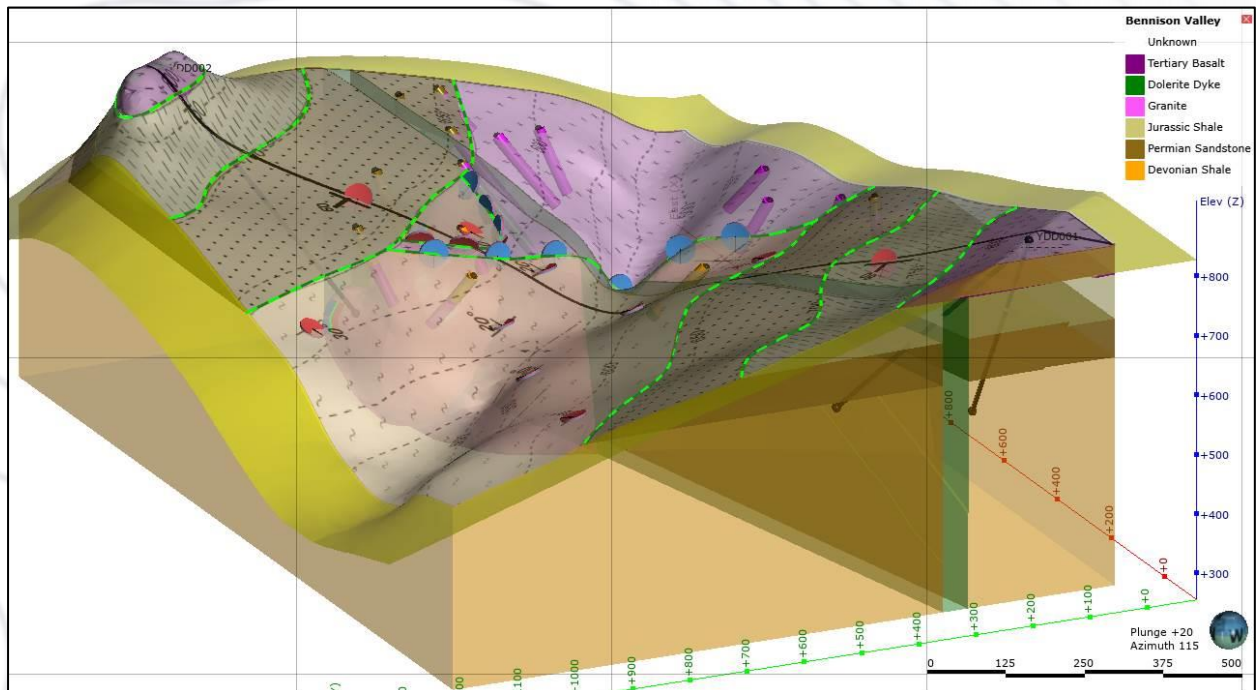 Bennison Valley
Unknown
Tertiary Basalt
Dolerite Dyke
Granite
Jurassic Shale
Permian Sandstone
Devonian Shale
Elev (Z)
+800
+700
+600
+500
+400
+300
DD002
YDD001
20°
+800
+600
+400
+200
+0
+0
+100
+200
+300
+400
+500
+600
+700
+800
+900
+1000
Plunge +20
Azimuth 115
W
0 125 250 375 500